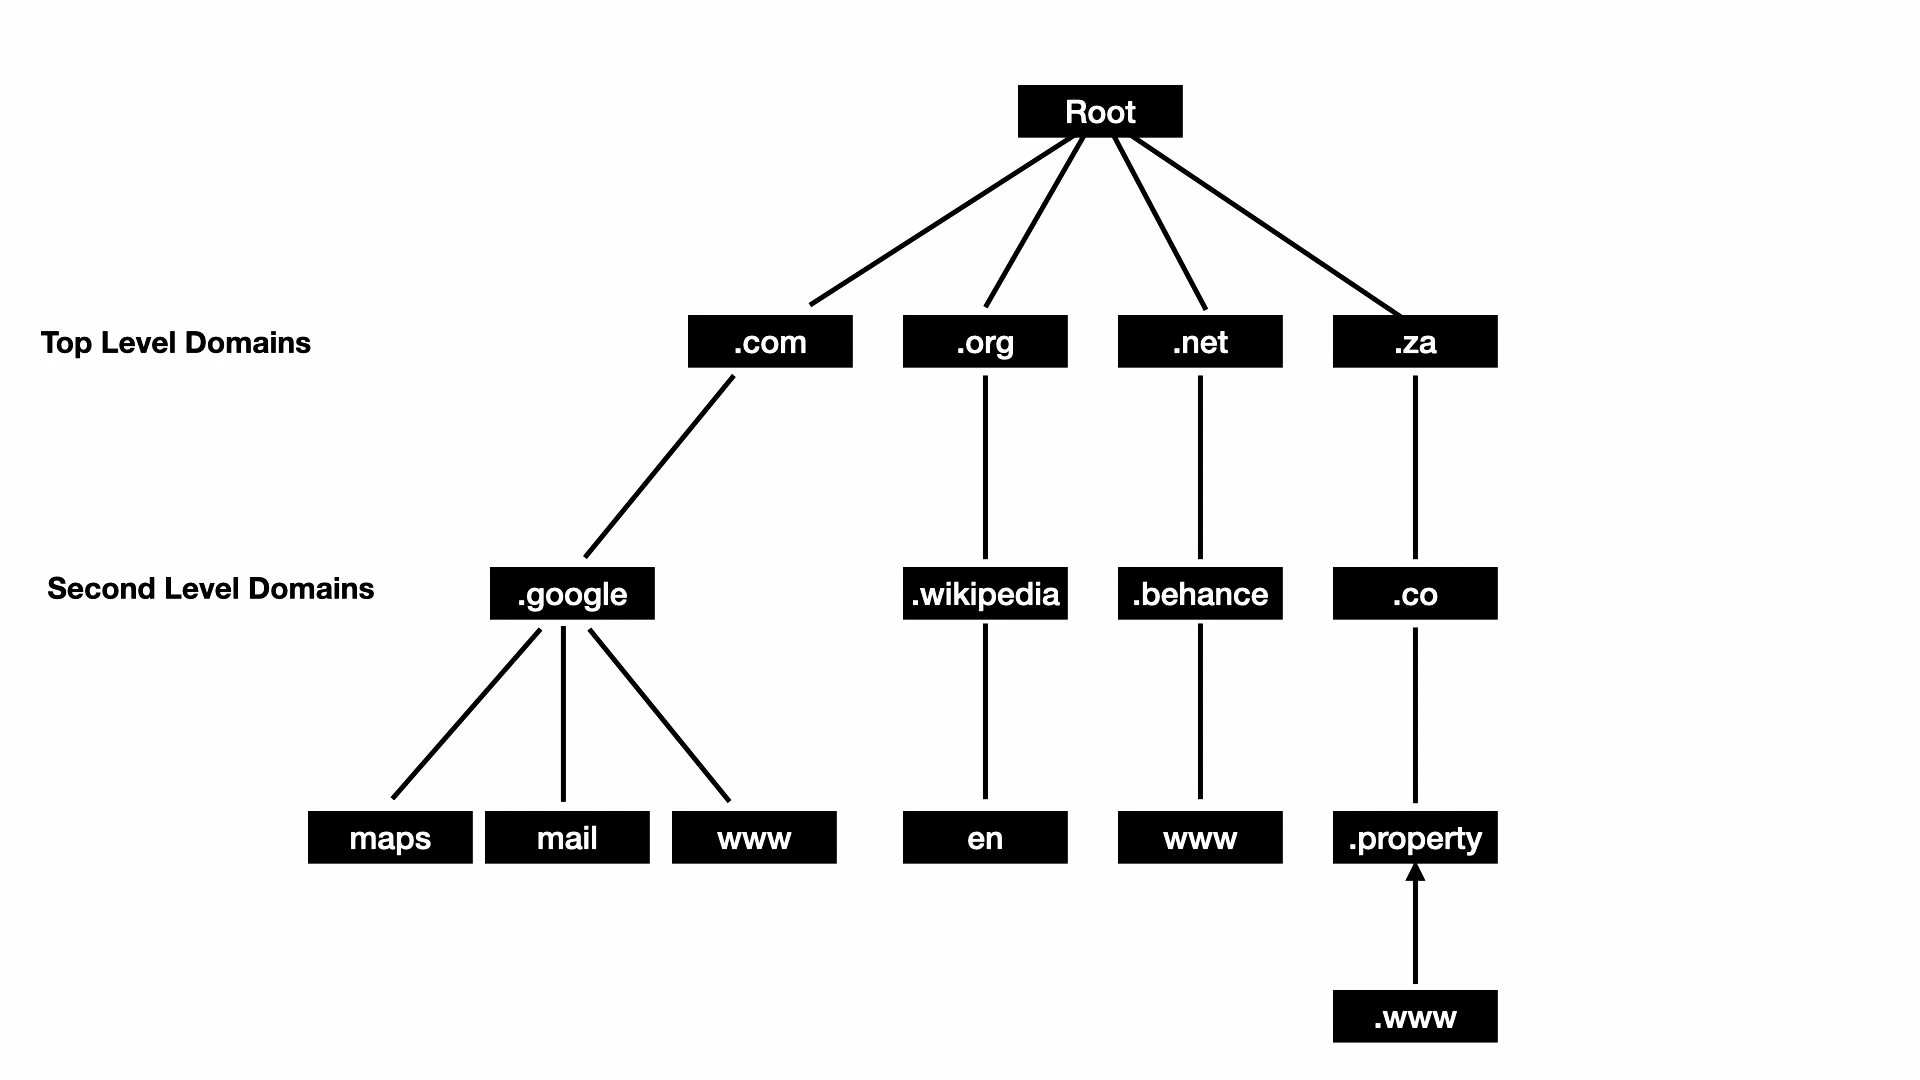 Root
Top Level Domains
.com
.org
.net
.za
Second Level Domains
.google
.wikipedia
.behance
.co
maps
mail
www
en
www
.property
.www